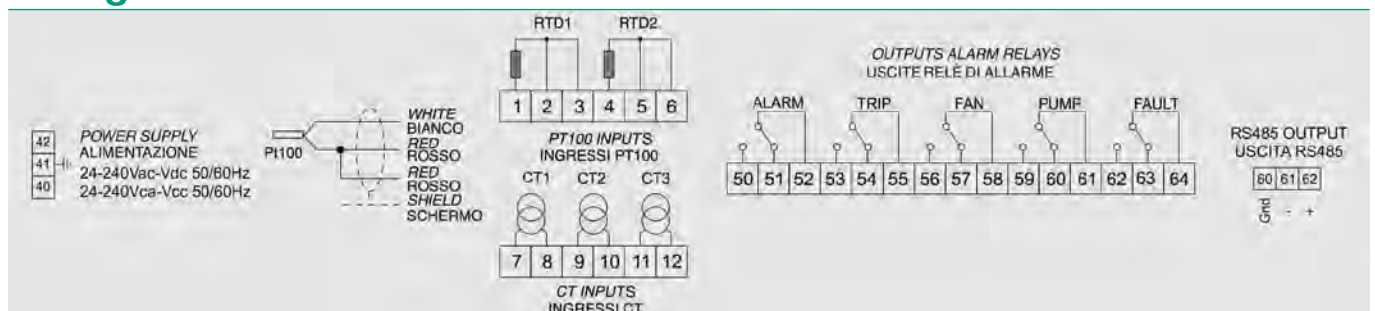 42
41
40
POWER SUPPLY
ALIMENTAZIONE
24-240Vac-Vdc 50/60Hz
24-240Vca-Vcc 50/60Hz
Pt100
WHITE
BIANCO
RED
ROSSO
RED
ROSSO
SHIELD
SCHERMO
RTD1 RTD2
1 2 3 4 5 6
PT100 INPUTS
INGRESSI PT100
CT1 CT2 CT3
7 8 9 10 11 12
CT INPUTS
INGRESSI CT
OUTPUTS ALARM RELAYS
USCITE RELÈ DI ALLARME
ALARM TRIP FAN PUMP FAULT
50 51 52 53 54 55 56 57 58 59 60 61 62 63 64
RS485 OUTPUT
USCITA RS485
60 61 62
Gnd - +